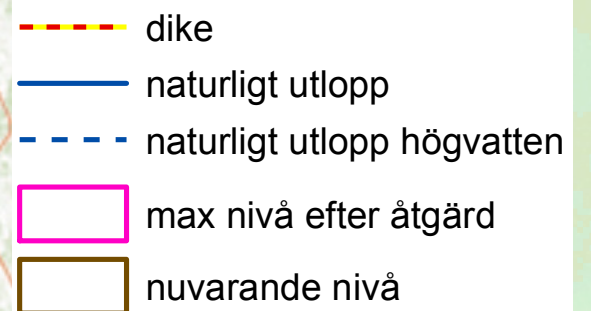 dike
naturligt utlopp
naturligt utlopp högvatten
max nivå efter åtgärd
nuvarande nivå